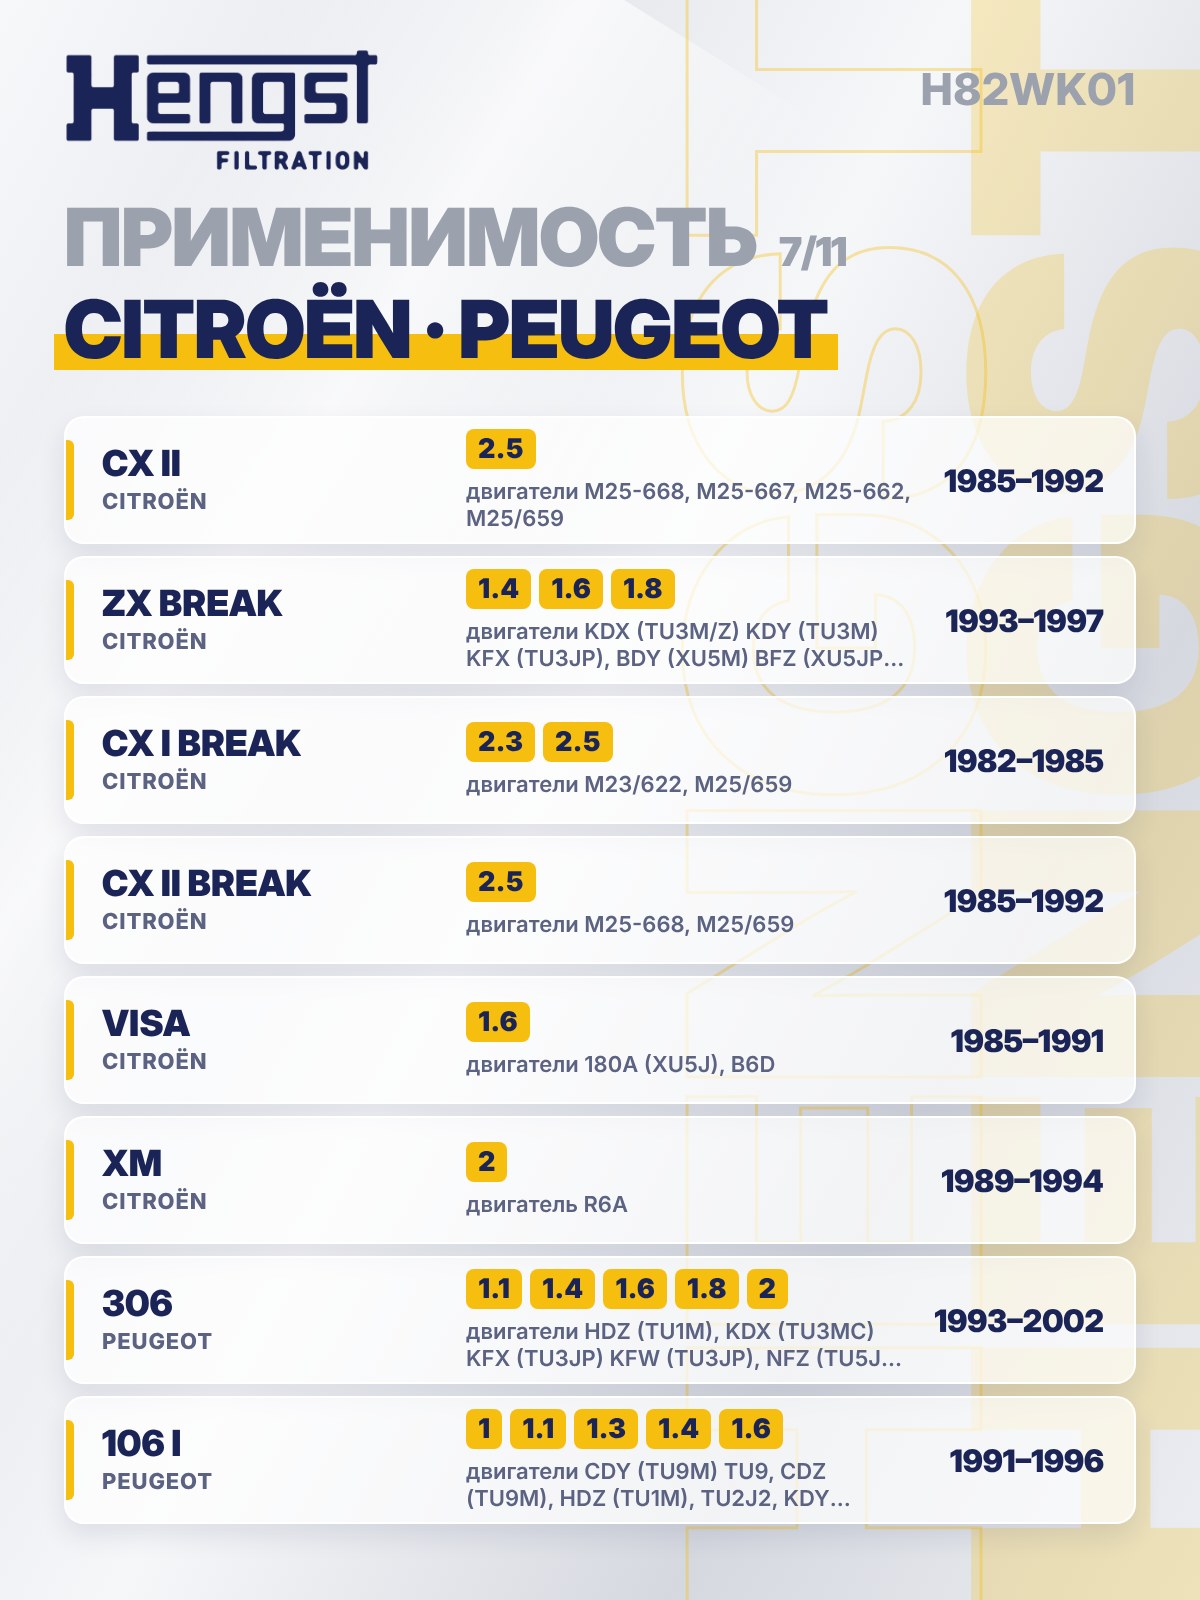 Hengst
FILTRATION
H82WK01
ПРИМЕНИМОСТЬ 7/11
CITROËN · PEUGEOT
CX II
CITROËN
2.5
двигатели M25-668, M25-667, M25-662,
M25/659
1985–1992
ZX BREAK
CITROËN
1.4 1.6 1.8
двигатели KDX (TU3M/Z) KDY (TU3M)
KFX (TU3JP), BDY (XU5M) BFZ (XU5JP…
1993–1997
CX I BREAK
CITROËN
2.3 2.5
двигатели M23/622, M25/659
1982–1985
CX II BREAK
CITROËN
2.5
двигатели M25-668, M25/659
1985–1992
VISA
CITROËN
1.6
двигатели 180A (XU5J), B6D
1985–1991
XM
CITROËN
2
двигатель R6A
1989–1994
306
PEUGEOT
1.1 1.4 1.6 1.8 2
двигатели HDZ (TU1M), KDX (TU3MC)
KFX (TU3JP) KFW (TU3JP), NFZ (TU5J…
1993–2002
106 I
PEUGEOT
1 1.1 1.3 1.4 1.6
двигатели CDY (TU9M) TU9, CDZ
(TU9M), HDZ (TU1M), TU2J2, KDY…
1991–1996
HENGST